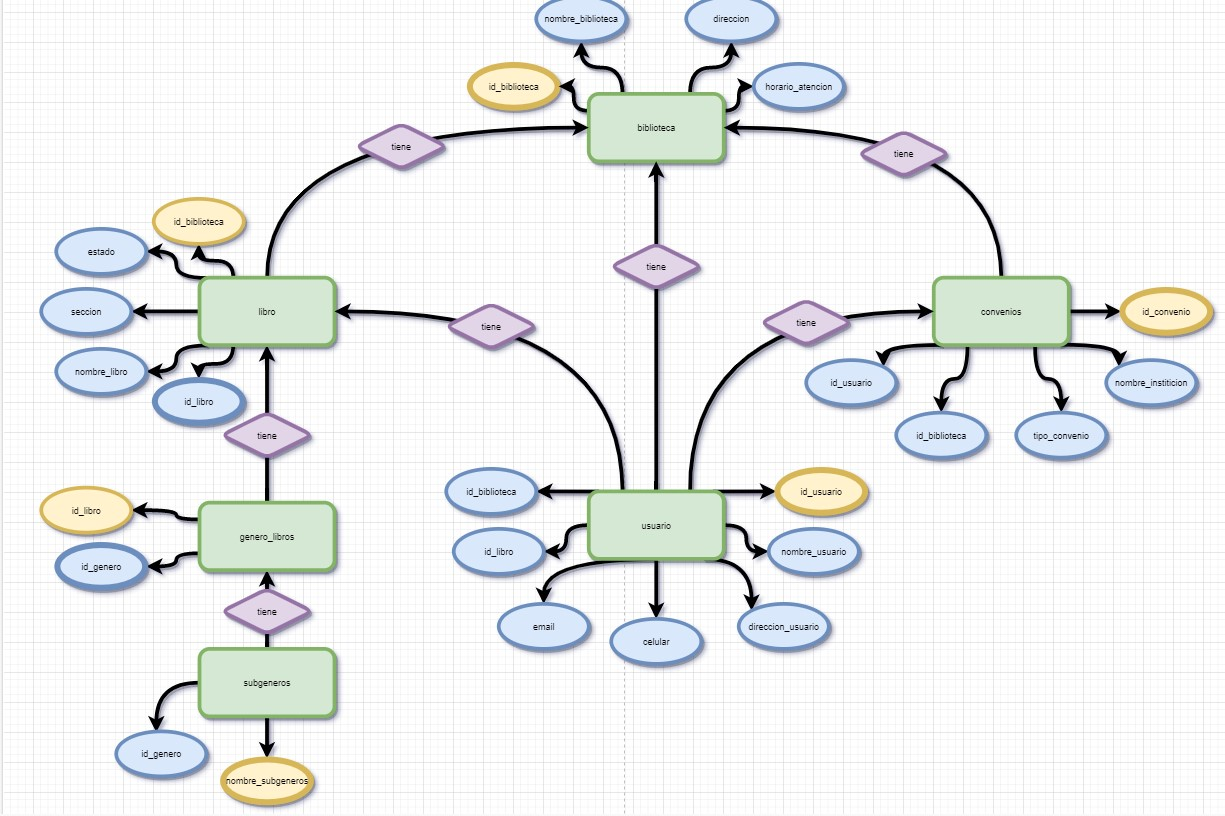 nombre_biblioteca
direccion
id_biblioteca
horario_atencion
biblioteca
tiene
tiene
id_biblioteca
estado
tiene
seccion
libro
convenios
id_convenio
tiene
tiene
nombre_libro
id_libro
id_usuario
nombre_institicion
tiene
id_biblioteca
tipo_convenio
id_biblioteca
id_usuario
id_libro
genero_libros
usuario
id_genero
id_libro
nombre_usuario
tiene
email
celular
direccion_usuario
subgeneros
id_genero
nombre_subgeneros